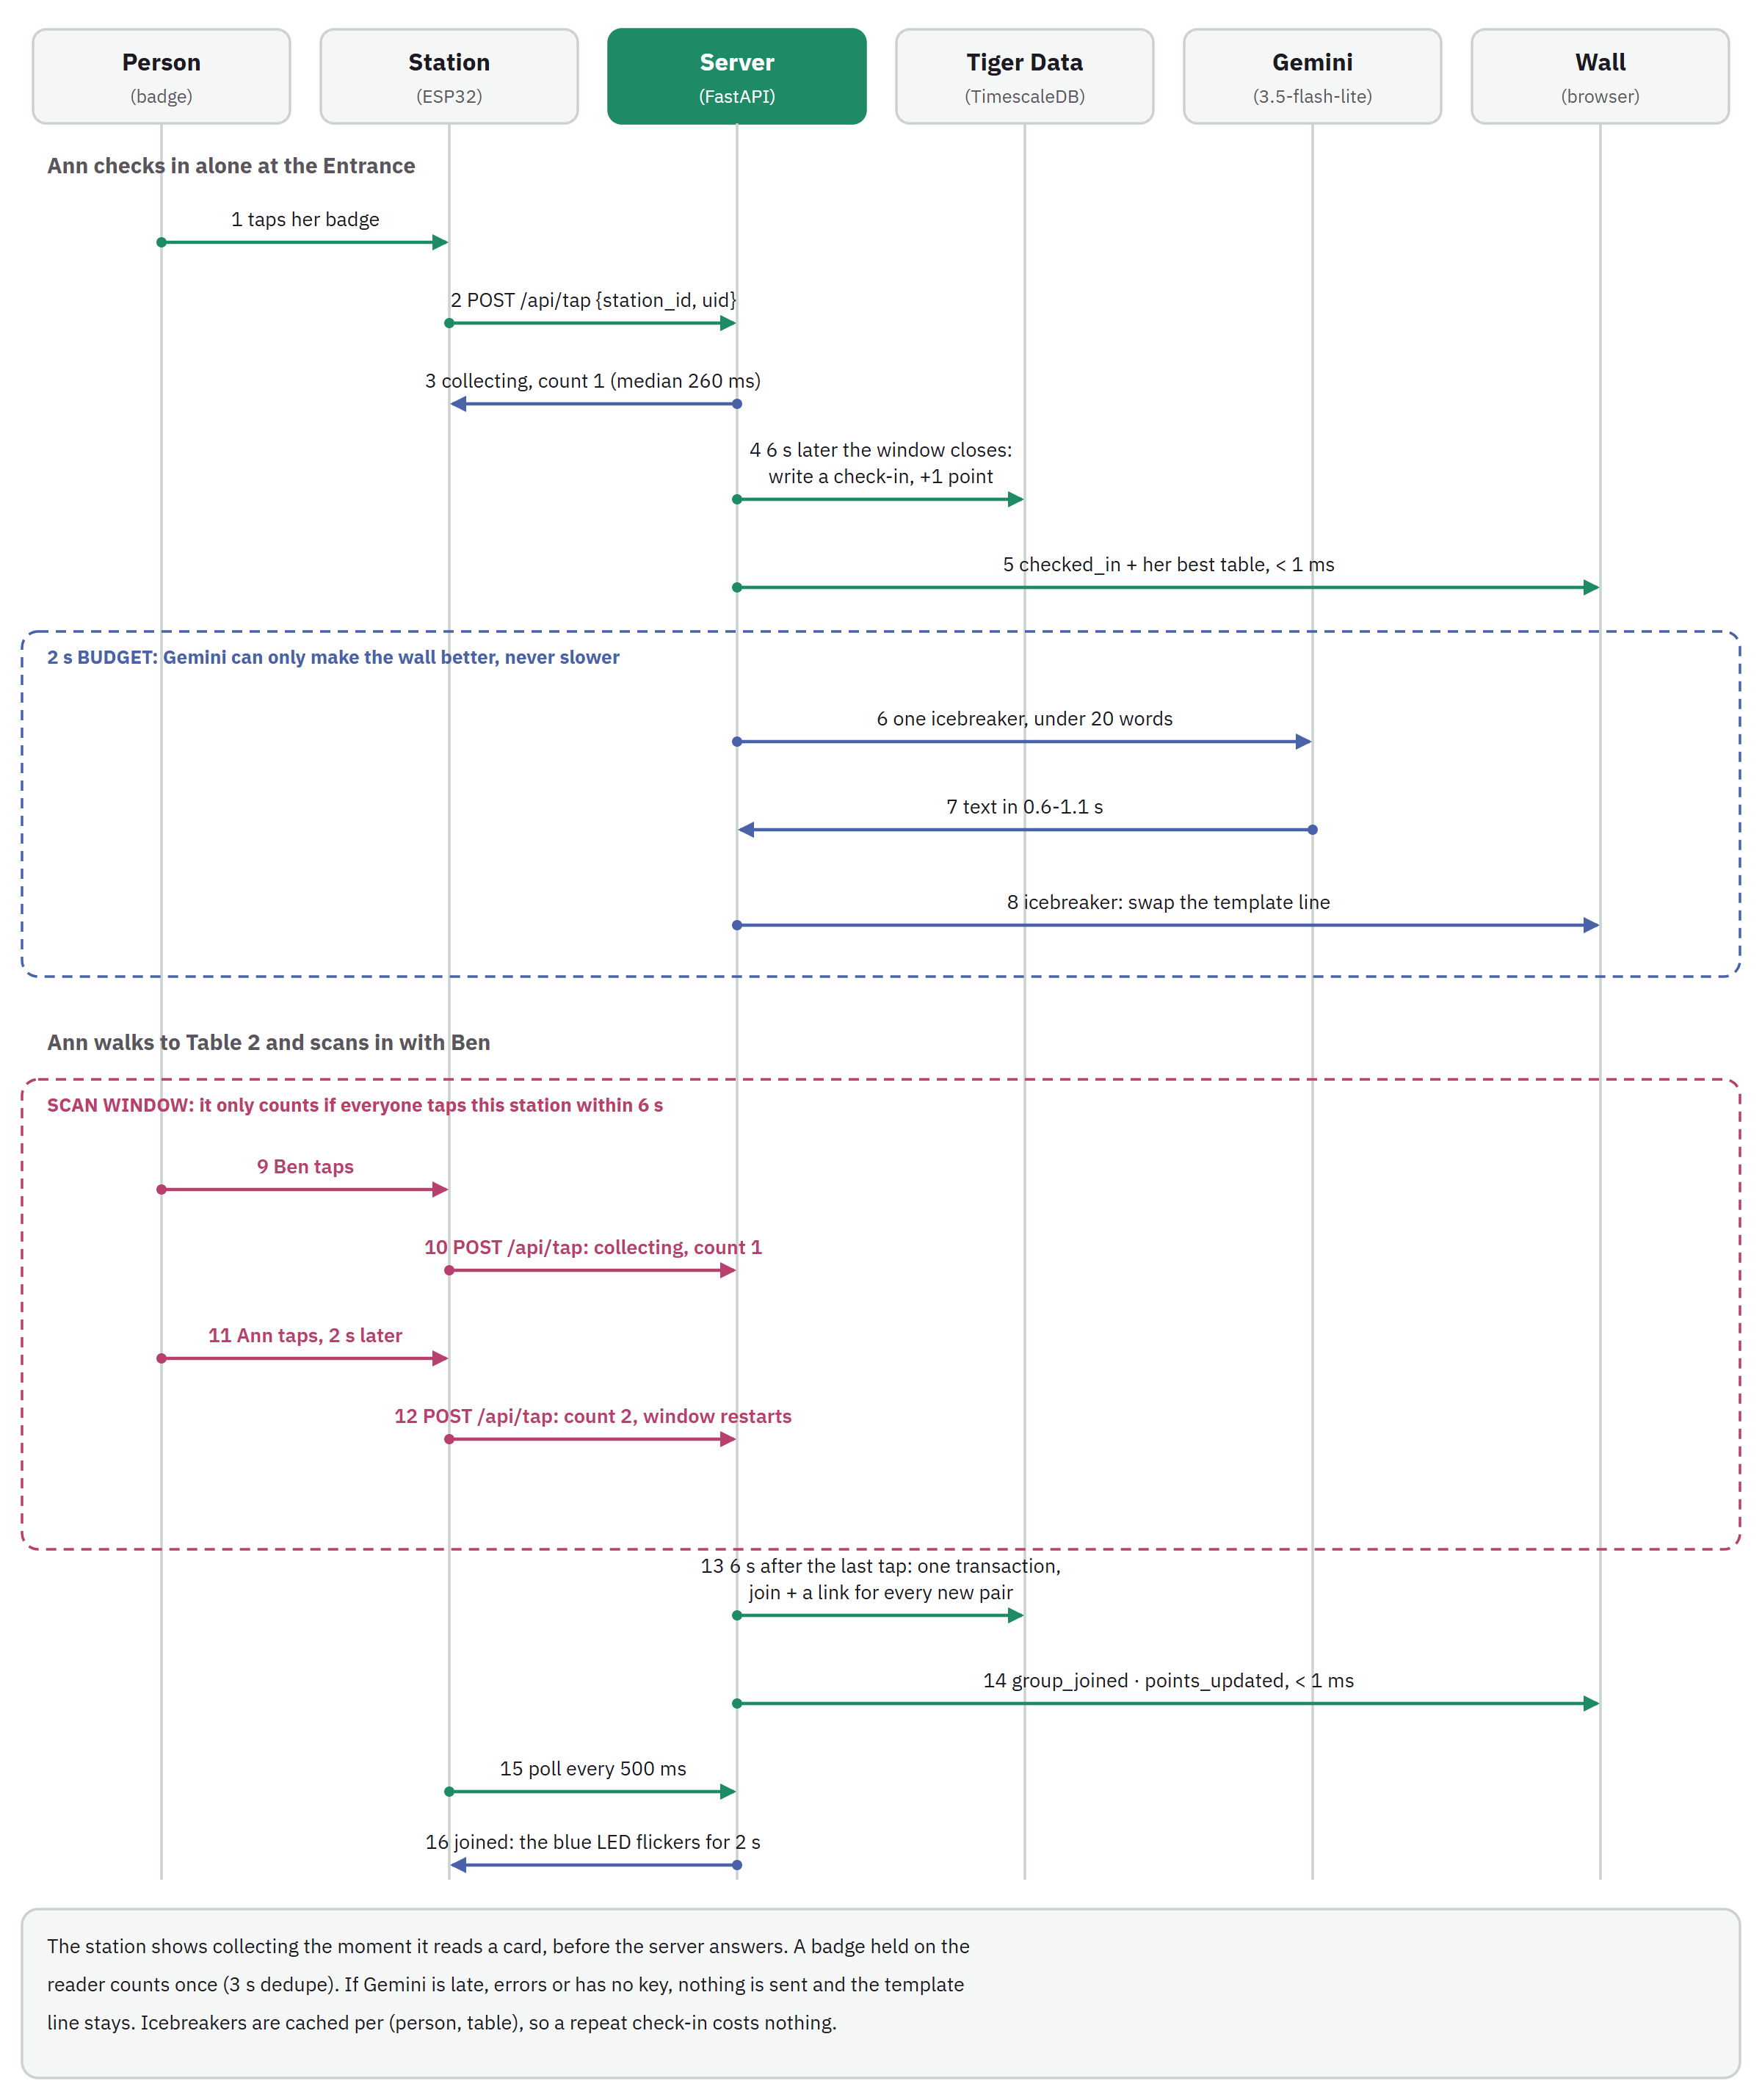 Person
(badge)
Station
(ESP32)
Server
(FastAPI)
Tiger Data
(TimescaleDB)
Gemini
(3.5-flash-lite)
Wall
(browser)
Ann checks in alone at the Entrance
1 taps her badge
2 POST /api/tap {station_id, uid}
3 collecting, count 1 (median 260 ms)
4 6 s later the window closes:
write a check-in, +1 point
5 checked_in + her best table, < 1 ms
2 s BUDGET: Gemini can only make the wall better, never slower
6 one icebreaker, under 20 words
7 text in 0.6-1.1 s
8 icebreaker: swap the template line
Ann walks to Table 2 and scans in with Ben
SCAN WINDOW: it only counts if everyone taps this station within 6 s
9 Ben taps
10 POST /api/tap: collecting, count 1
11 Ann taps, 2 s later
12 POST /api/tap: count 2, window restarts
13 6 s after the last tap: one transaction,
join + a link for every new pair
14 group_joined · points_updated, < 1 ms
15 poll every 500 ms
16 joined: the blue LED flickers for 2 s
The station shows collecting the moment it reads a card, before the server answers. A badge held on the
reader counts once (3 s dedupe). If Gemini is late, errors or has no key, nothing is sent and the template
line stays. Icebreakers are cached per (person, table), so a repeat check-in costs nothing.